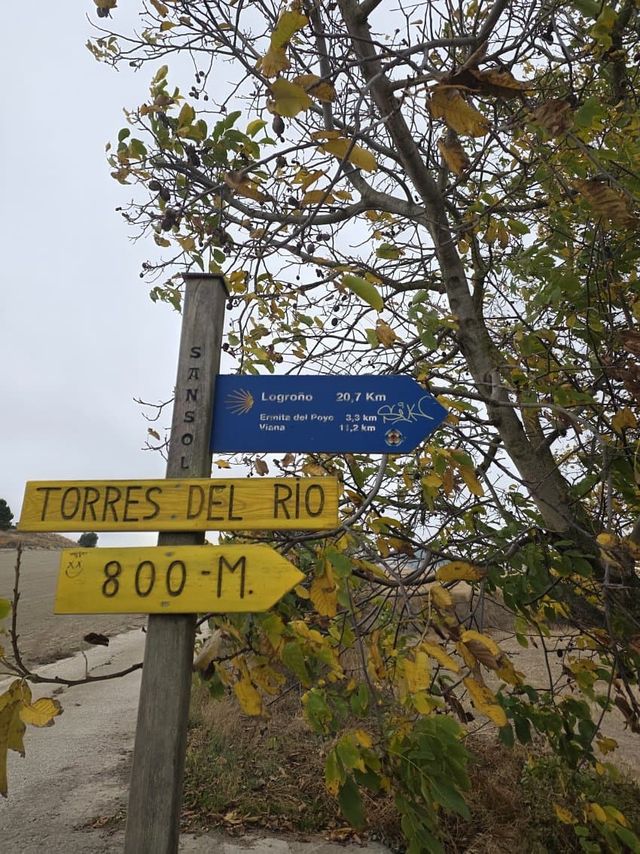 SANSOL
Logroño 20,7 Km
Ermita del Poyo 3,3 km
Viana 11,2 km
TORRES DEL RIO
800-M.